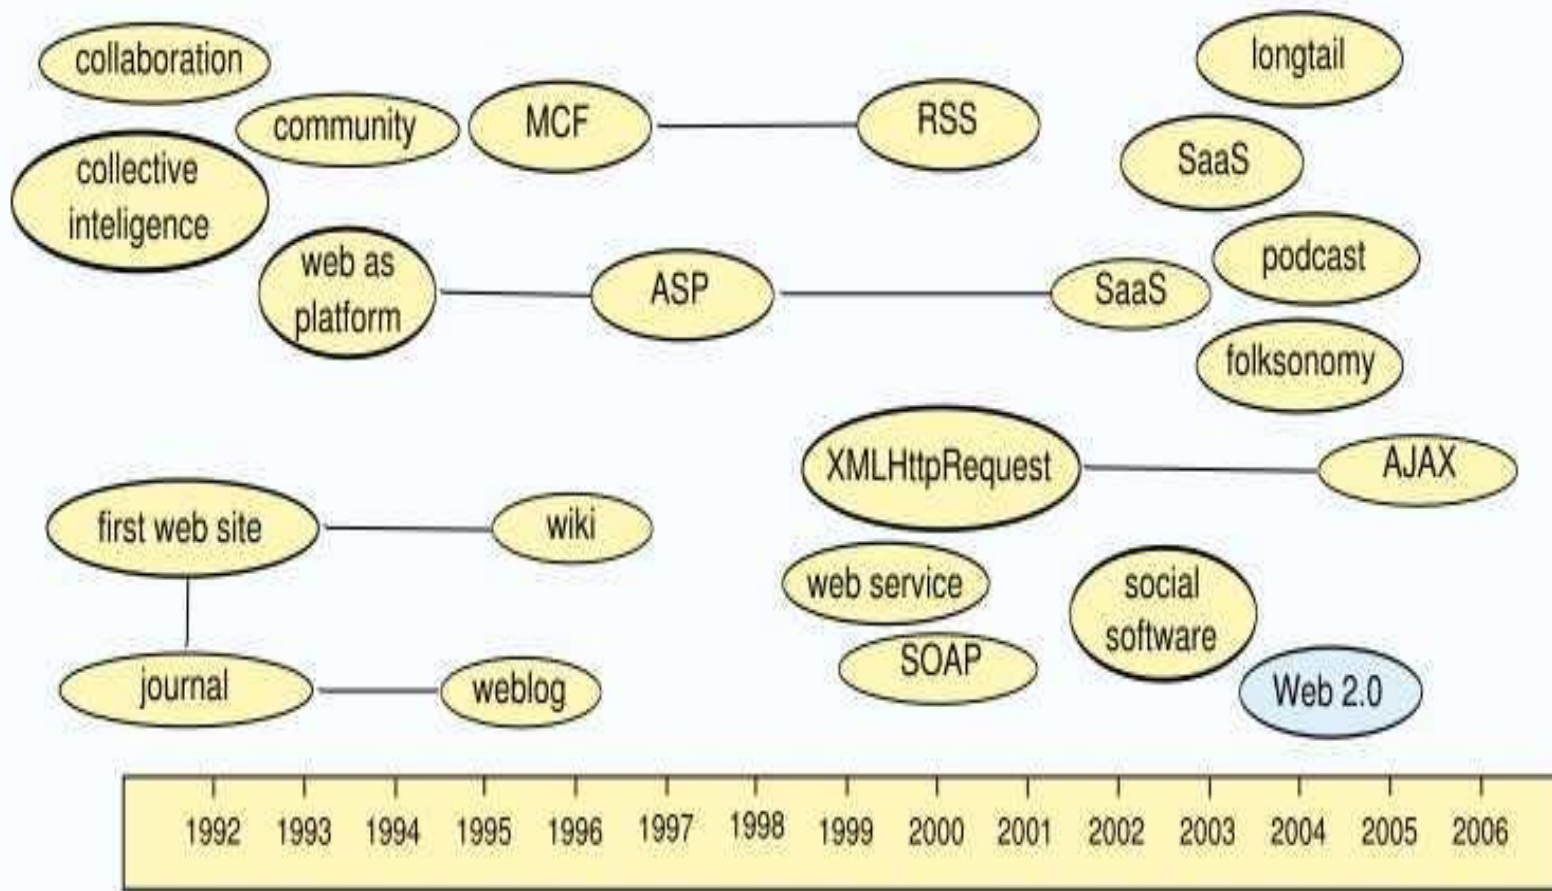 collaboration
community
MCF
RSS
longtail
SaaS
collective
inteligence
web as
platform
ASP
SaaS
podcast
folksonomy
XMLHttpRequest
AJAX
first web site
wiki
web service
social
software
SOAP
journal
weblog
Web 2.0
1992 1993 1994 1995 1996 1997 1998 1999 2000 2001 2002 2003 2004 2005 2006